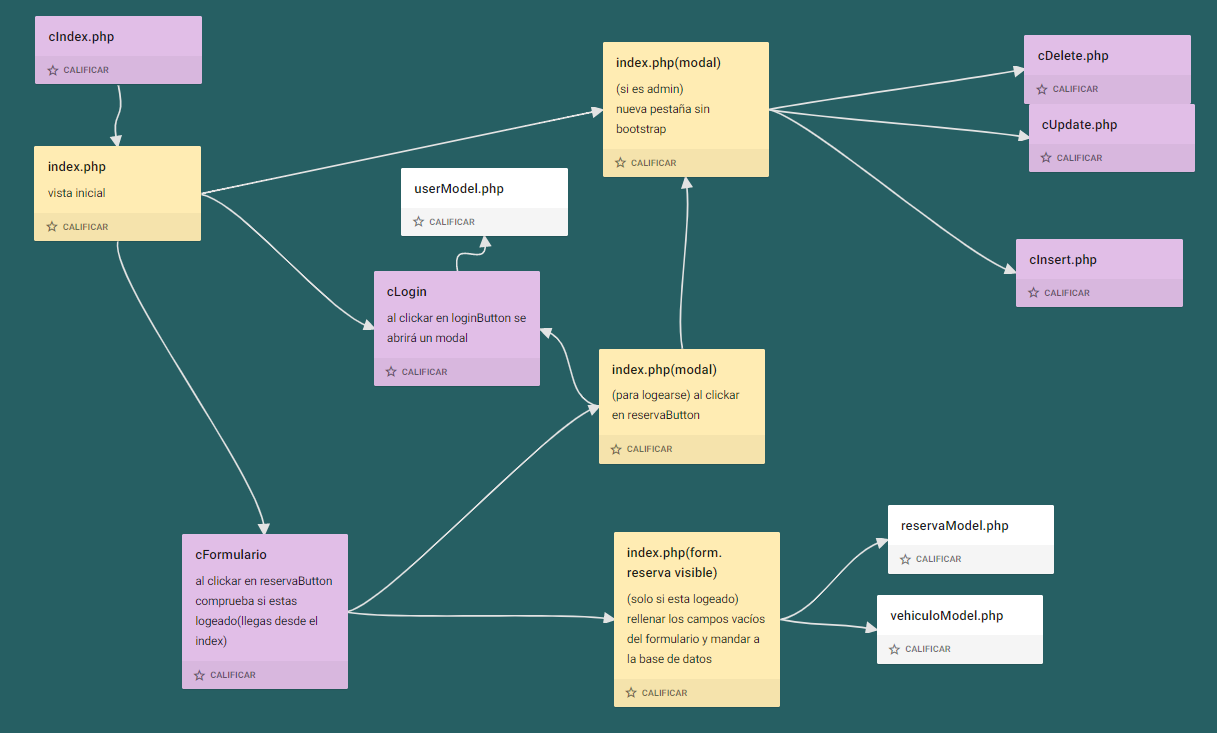 cIndex.php
CALIFICAR
index.php
vista inicial
CALIFICAR
index.php(modal)
(si es admin)
nueva pestaña sin
bootstrap
CALIFICAR
cDelete.php
CALIFICAR
cUpdate.php
CALIFICAR
userModel.php
CALIFICAR
cInsert.php
CALIFICAR
cLogin
al clickar en loginButton se
abrirá un modal
CALIFICAR
index.php(modal)
(para logearse) al clickar
en reservaButton
CALIFICAR
cFormulario
al clickar en reservaButton
comprueba si estas
logeado(llegas desde el
index)
CALIFICAR
index.php(form.
reserva visible)
(solo si esta logeado)
rellenar los campos vacíos
del formulario y mandar a
la base de datos
CALIFICAR
reservaModel.php
CALIFICAR
vehiculoModel.php
CALIFICAR